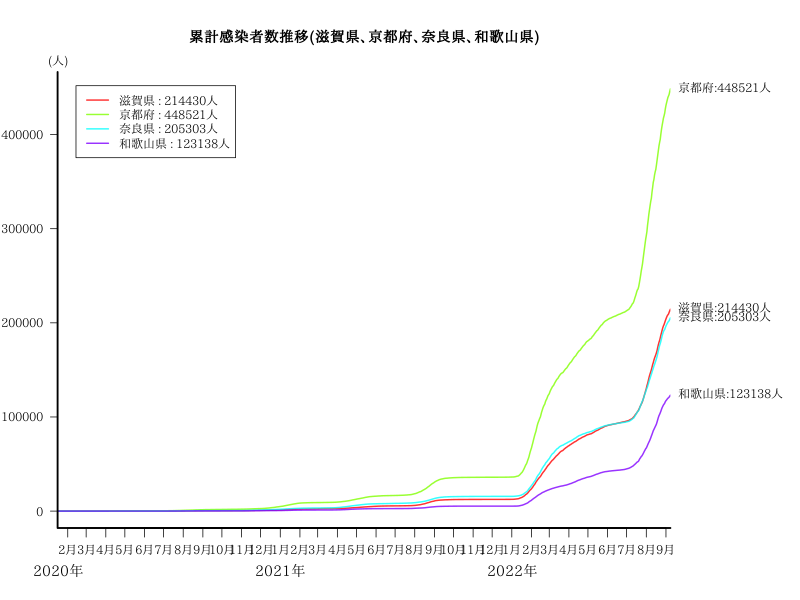 累計感染者数推移(滋賀県、京都府、奈良県、和歌山県)
(人)
滋賀県 : 214430人
京都府 : 448521人
奈良県 : 205303人
和歌山県 : 123138人
京都府:448521人
400000
300000
滋賀県:214430人
奈良県:205303人
200000
和歌山県:123138人
100000
0
2月3月4月5月6月7月 8月9月10月11月12月1月2月3月 4月5月6月7月8月9月10月11月12月1月2月3月4月5月6月7月8月9月
2020年 2021年 2022年